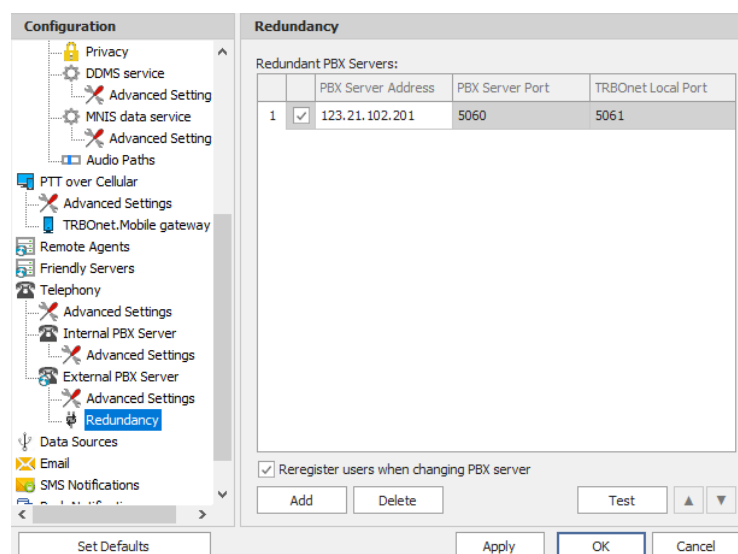 Configuration
Privacy
DDMS service
Advanced Setting
MNIS data service
Advanced Setting
Audio Paths
PTT over Cellular
Advanced Settings
TRBOnet.Mobile gateway
Remote Agents
Friendly Servers
Telephony
Advanced Settings
Internal PBX Server
Advanced Settings
External PBX Server
Advanced Settings
Redundancy
Data Sources
Email
SMS Notifications
Set Defaults
Redundancy
Redundant PBX Servers:
PBX Server Address PBX Server Port TRBOnet Local Port
1 123.21.102.201 5060 5061
Reregister users when changing PBX server
Add Delete Test
Apply OK Cancel